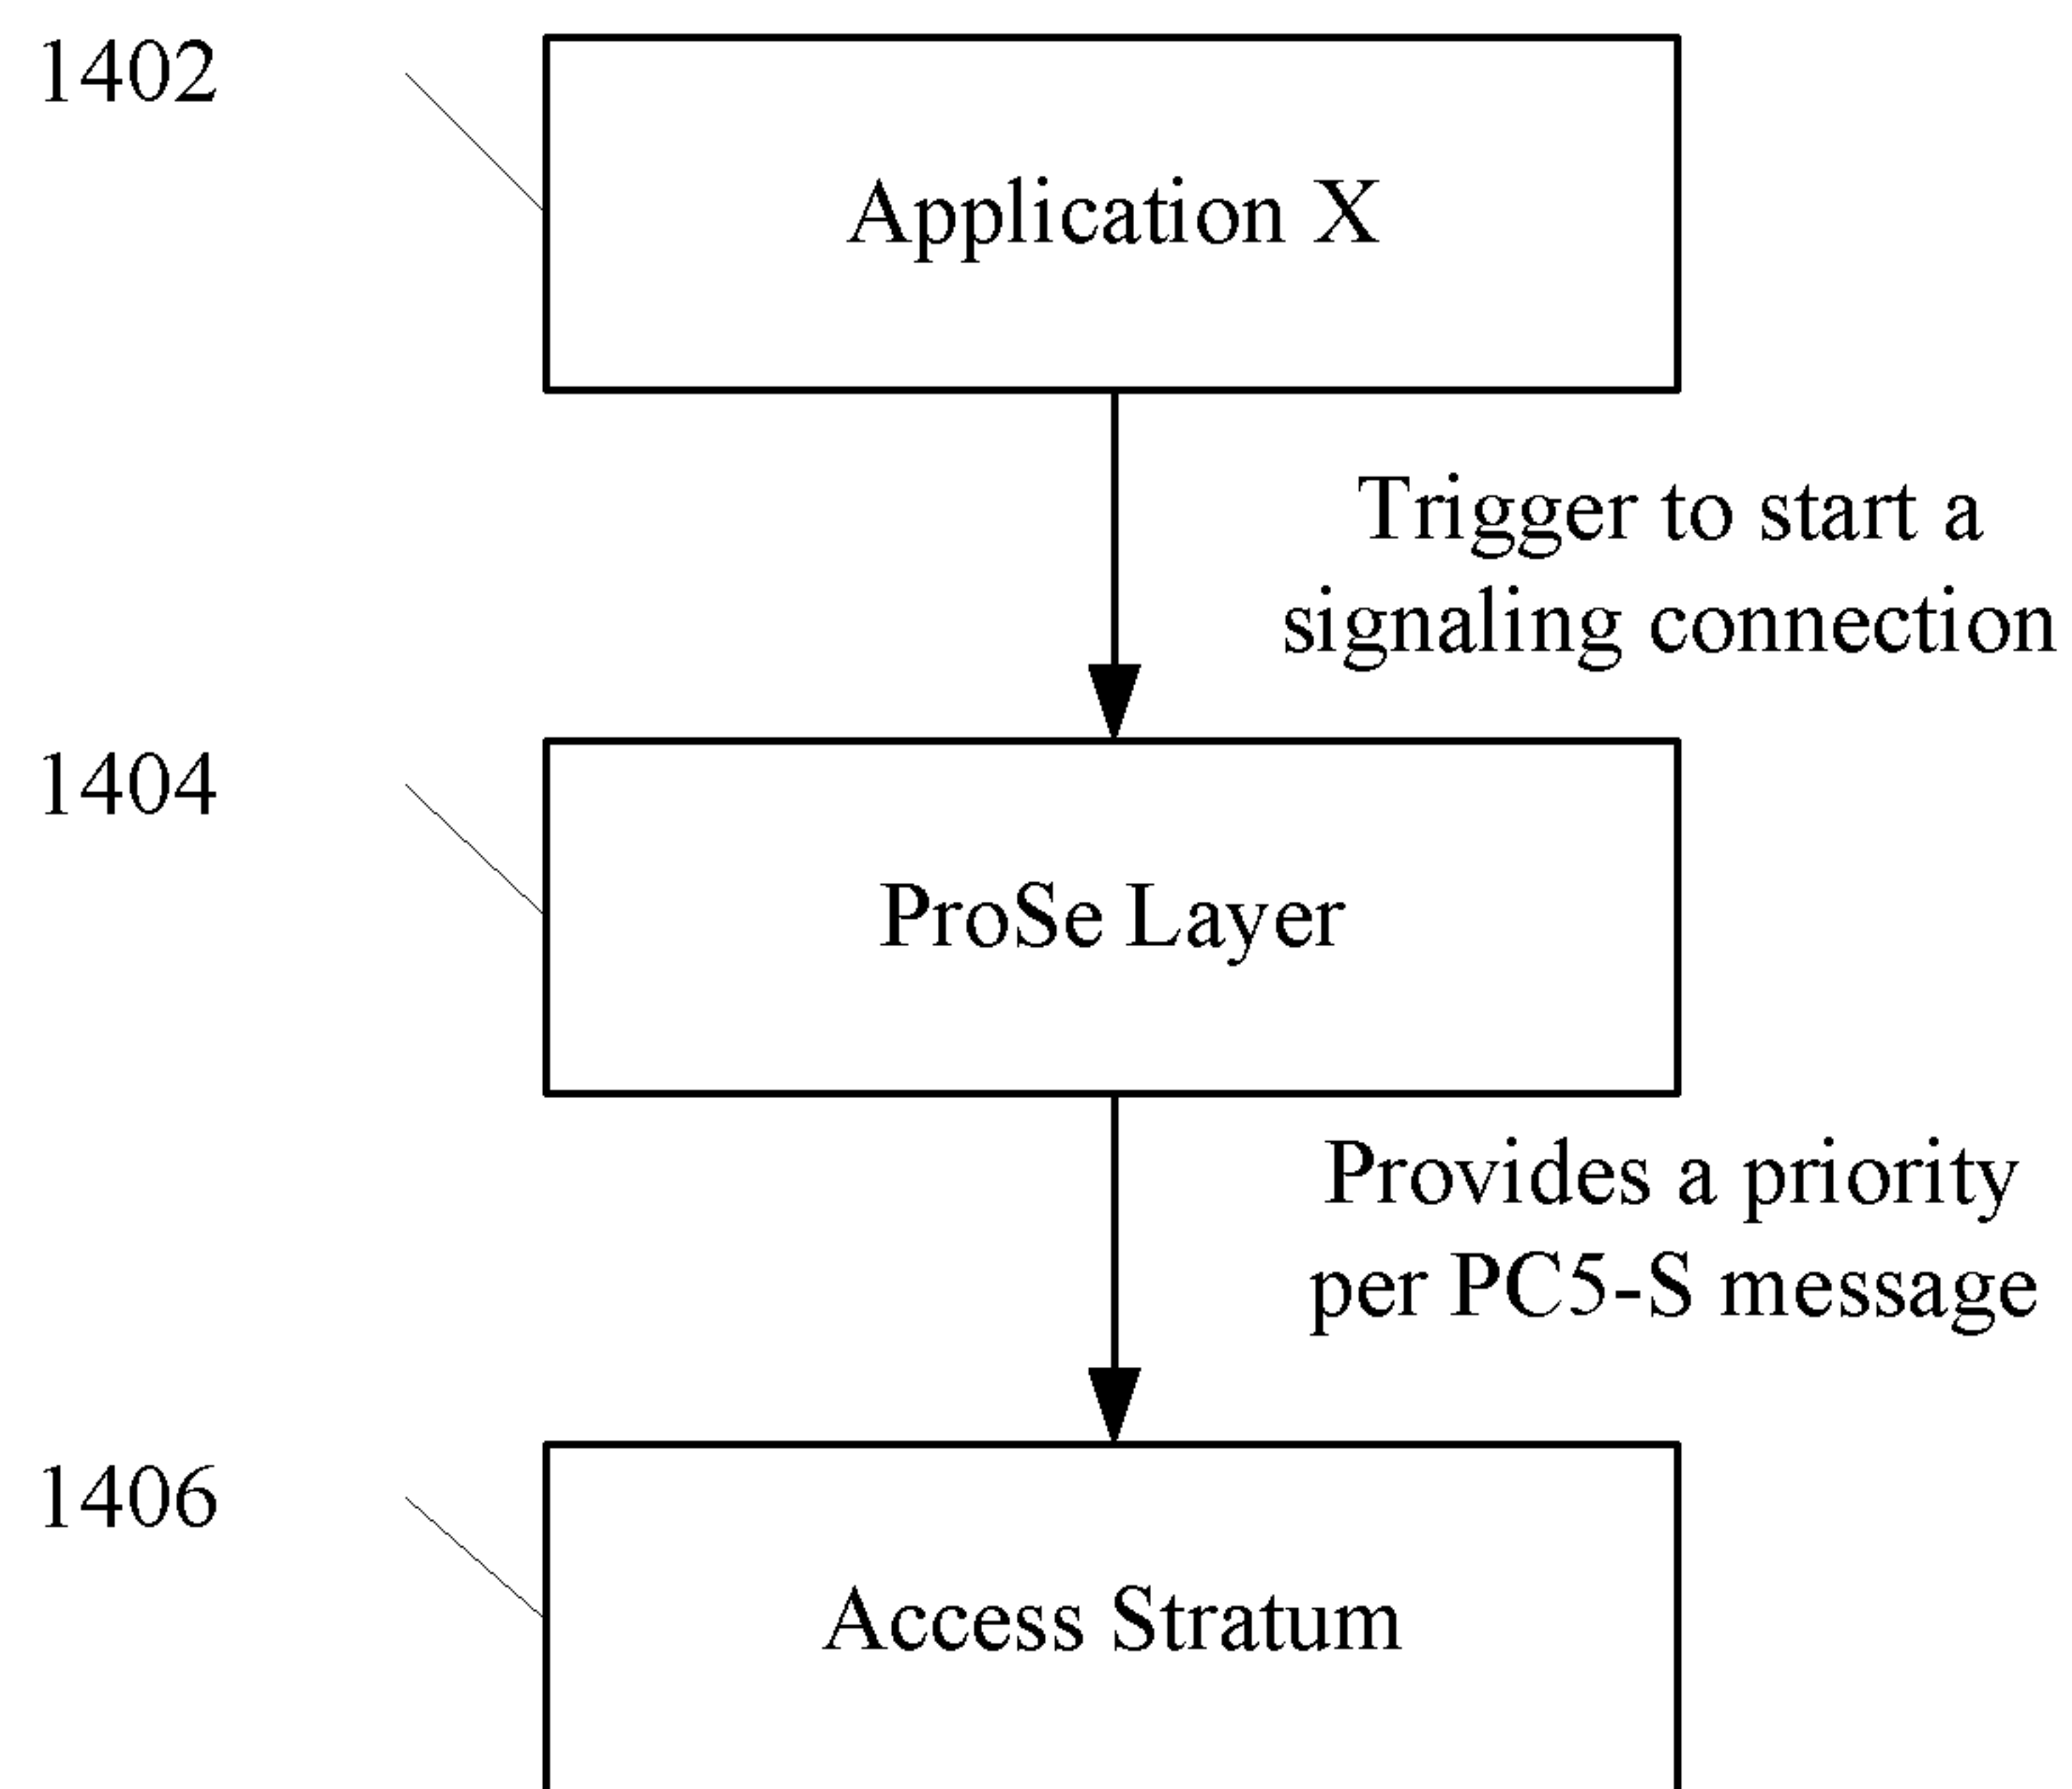 1402
Application X
Trigger to start a
signaling connection
1404
ProSe Layer
Provides a priority
per PC5-S message
1406
Access Stratum